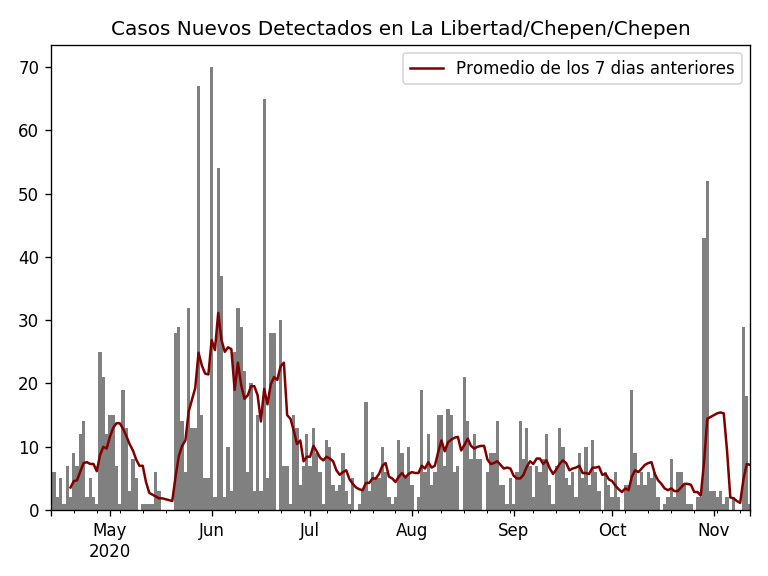 Casos Nuevos Detectados en La Libertad/Chepen/Chepen
Promedio de los 7 dias anteriores
70
60
50
40
30
20
10
0
May
2020
Jun
Jul
Aug
Sep
Oct
Nov